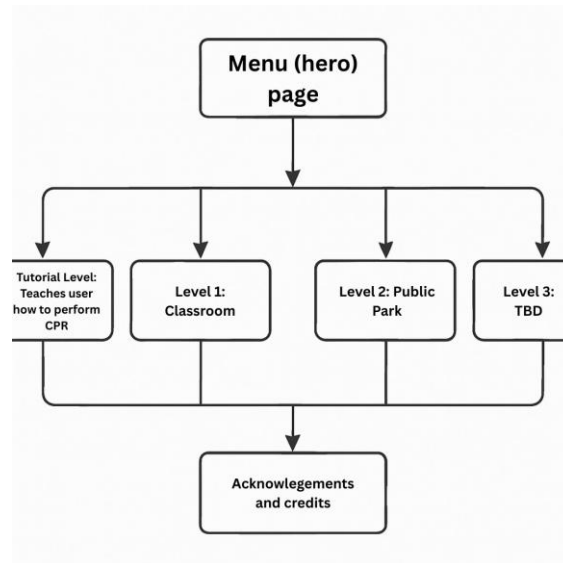 Menu (hero)
page
Tutorial Level:
Teaches user
how to perform
CPR
Level 1:
Classroom
Level 2: Public
Park
Level 3:
TBD
Acknowlegements
and credits